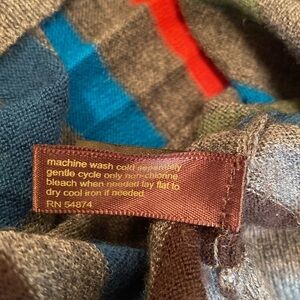 machine wash cold separately
gentle cycle only non-chlorine
bleach when needed lay flat to
dry cool iron if needed
RN 54874